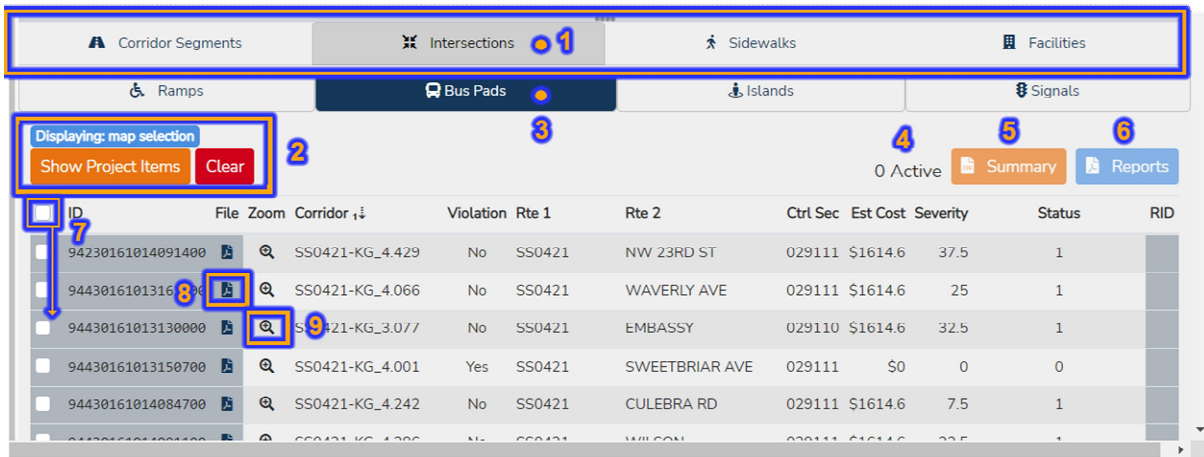 Corridor Segments Intersections 1 Sidewalks Facilities
Ramps Bus Pads Islands Signals
3
Displaying: map selection
Show Project Items Clear 2
4 5 6
0 Active Summary Reports
ID File Zoom Corridor 1 Violation Rte 1 Rte 2 Ctrl Sec Est Cost Severity Status RID
7
94230161014091400 SS0421-KG_4.429 No SS0421 NW 23RD ST 029111 $1614.6 37.5 1
8 SS0421-KG_4.066 No SS0421 WAVERLY AVE 029111 $1614.6 25 1
94430161013130000 9 No SS0421 EMBASSY 029110 $1614.6 32.5 1
94430161013150700 SS0421-KG_4.001 Yes SS0421 SWEETBRIAR AVE 029111 $0 0 0
94430161014084700 SS0421-KG_4.242 No SS0421 CULEBRA RD 029111 $1614.6 7.5 1